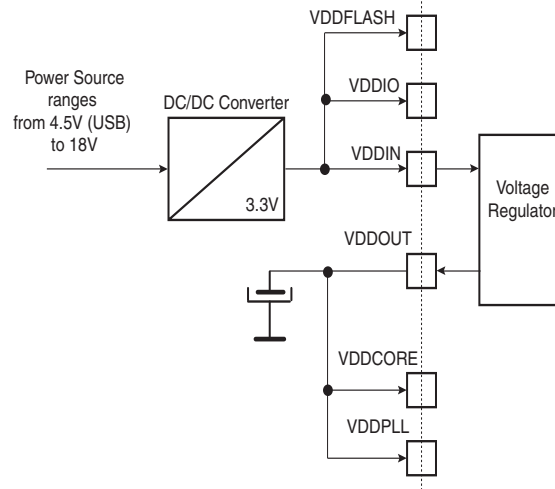 VDDFLASH
Power Source
ranges
from 4.5V (USB)
to 18V
DC/DC Converter
VDDIO
VDDIN
3.3V
Voltage
Regulator
VDDOUT
VDDCORE
VDDPLL